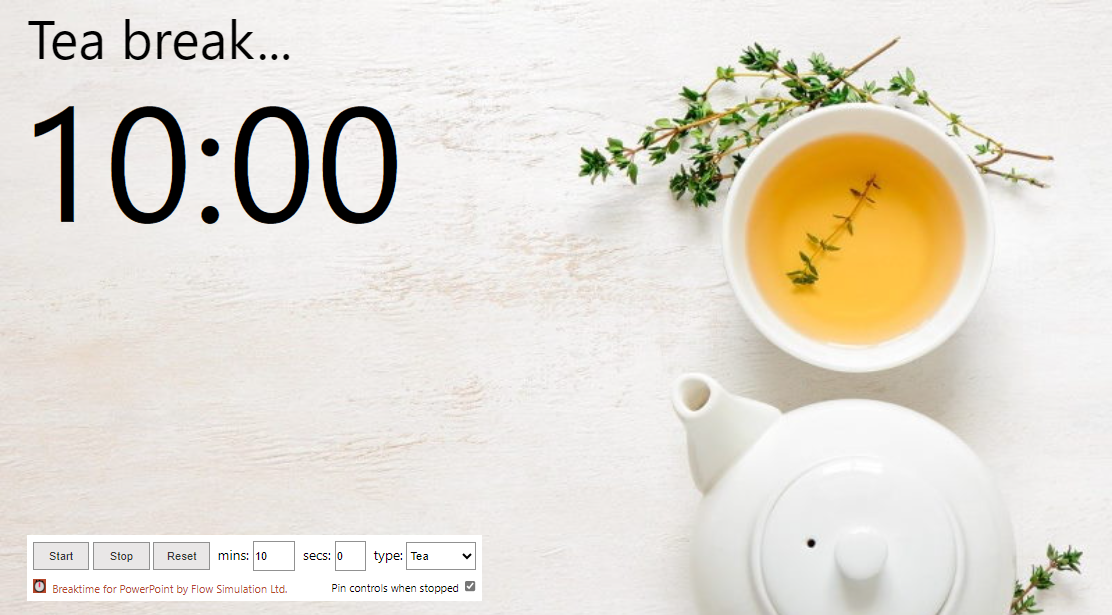 Tea break...
10:00
Start Stop Reset mins: 10 secs: 0 type: Tea
Breaktime for PowerPoint by Flow Simulation Ltd. Pin controls when stopped